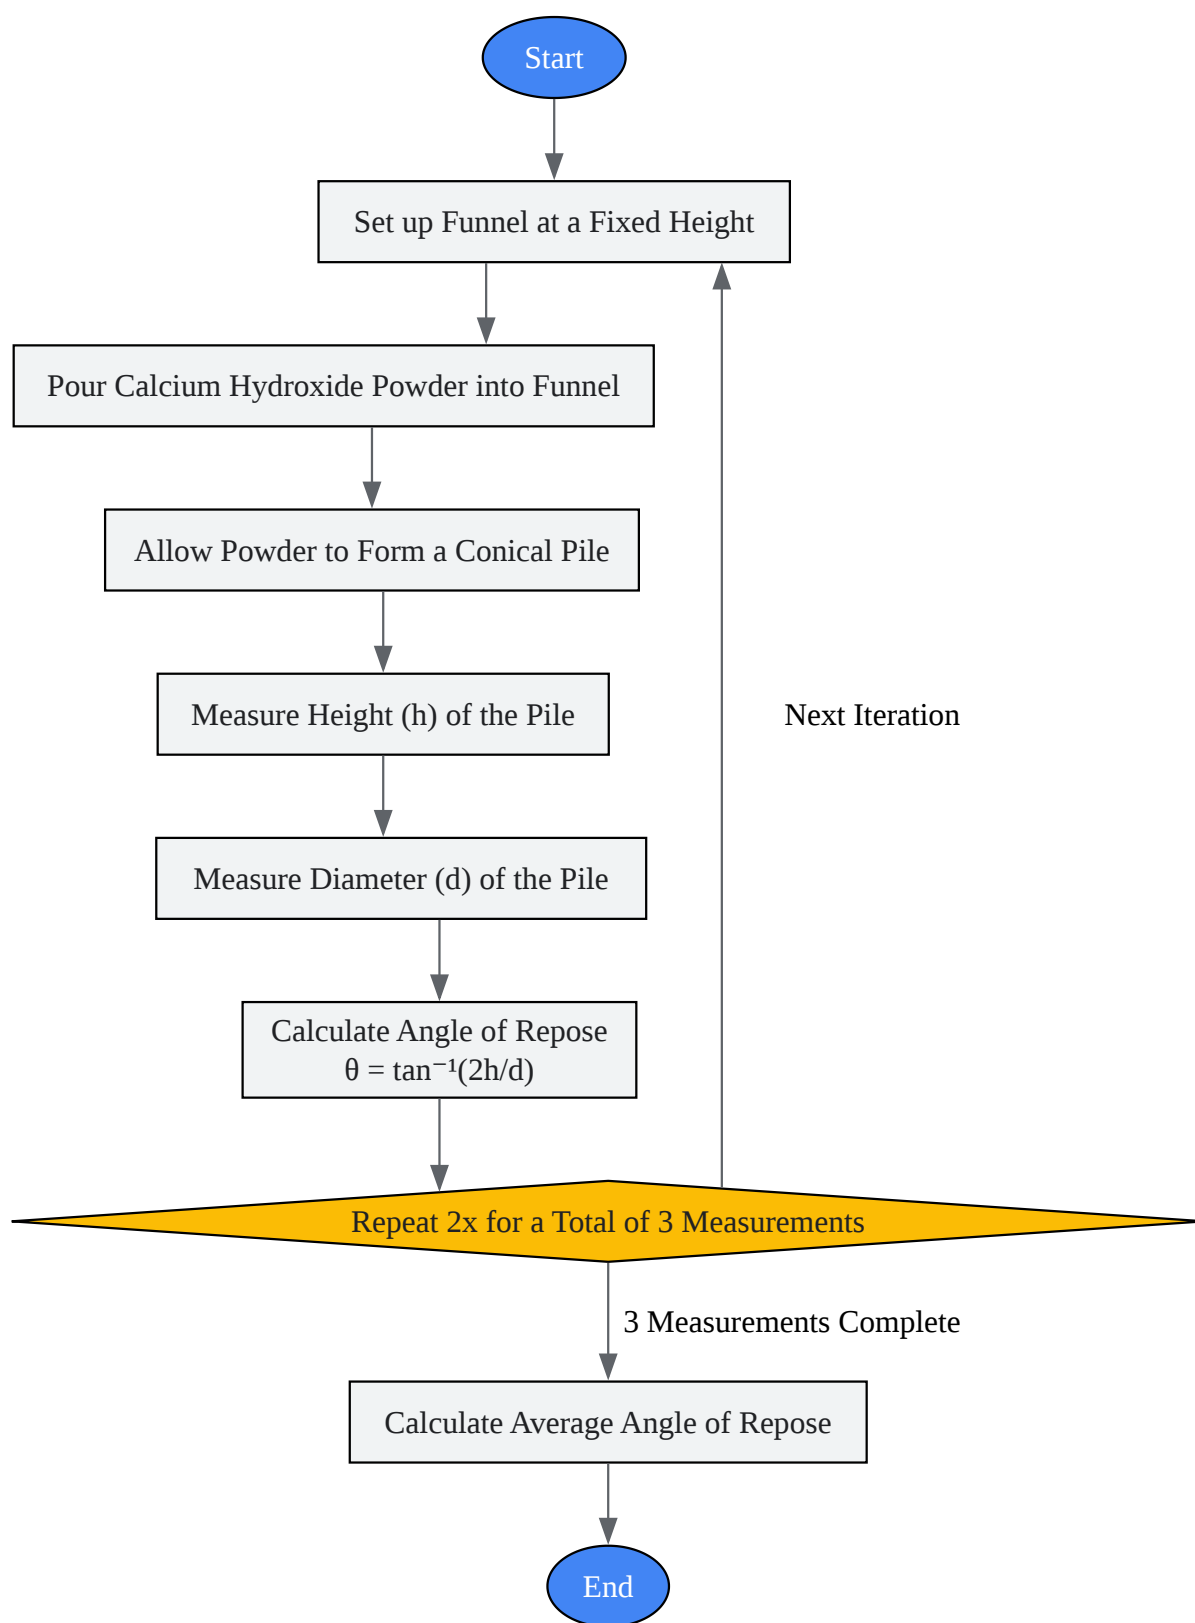 Start
Set up Funnel at a Fixed Height
Pour Calcium Hydroxide Powder into Funnel
Allow Powder to Form a Conical Pile
Measure Height (h) of the Pile
Next Iteration
Measure Diameter (d) of the Pile
Calculate Angle of Repose
θ = tan⁻¹(2h/d)
Repeat 2x for a Total of 3 Measurements
3 Measurements Complete
Calculate Average Angle of Repose
End